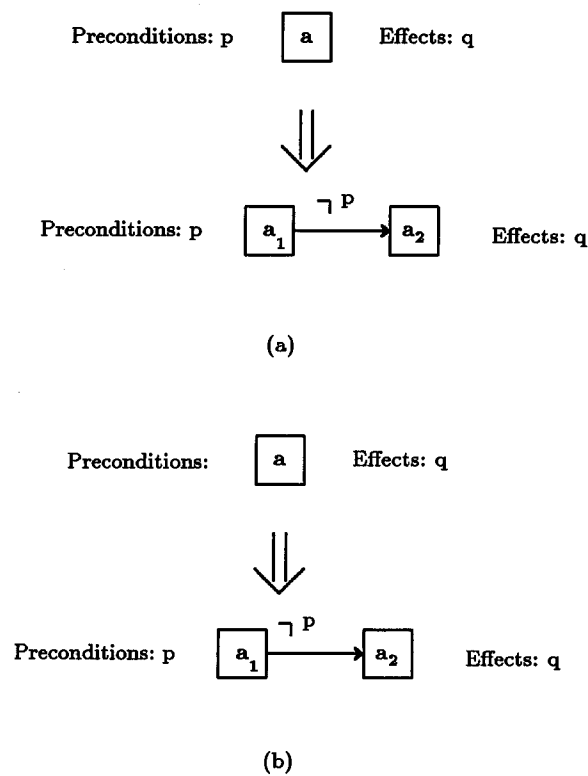 Preconditions: p a Effects: q
¬ p
Preconditions: p a₁ a₂ Effects: q
(a)
Preconditions: a Effects: q
¬ p
Preconditions: p a₁ a₂ Effects: q
(b)